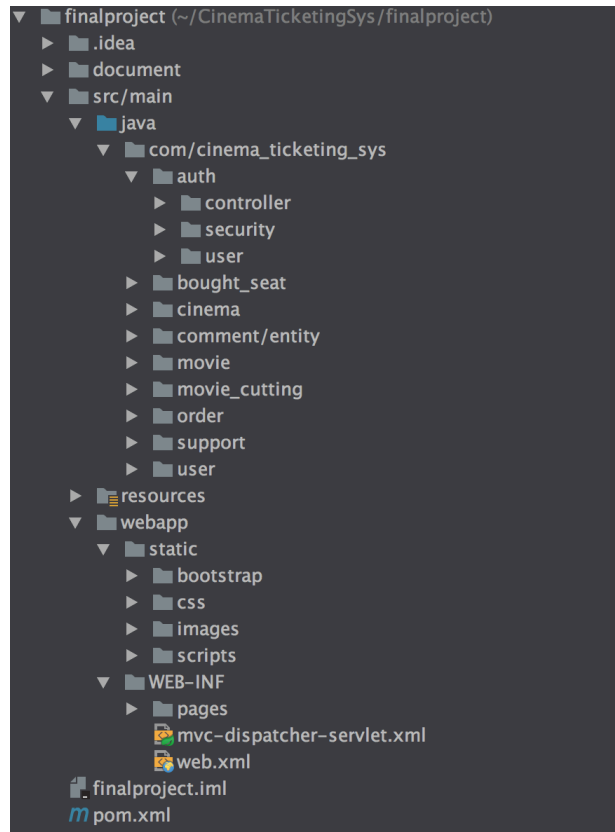 finalproject (~/CinemaTicketingSys/finalproject)
.idea
document
src/main
java
com/cinema_ticketing_sys
auth
controller
security
user
bought_seat
cinema
comment/entity
movie
movie_cutting
order
support
user
resources
webapp
static
bootstrap
css
images
scripts
WEB-INF
pages
mvc-dispatcher-servlet.xml
web.xml
finalproject.iml
m pom.xml